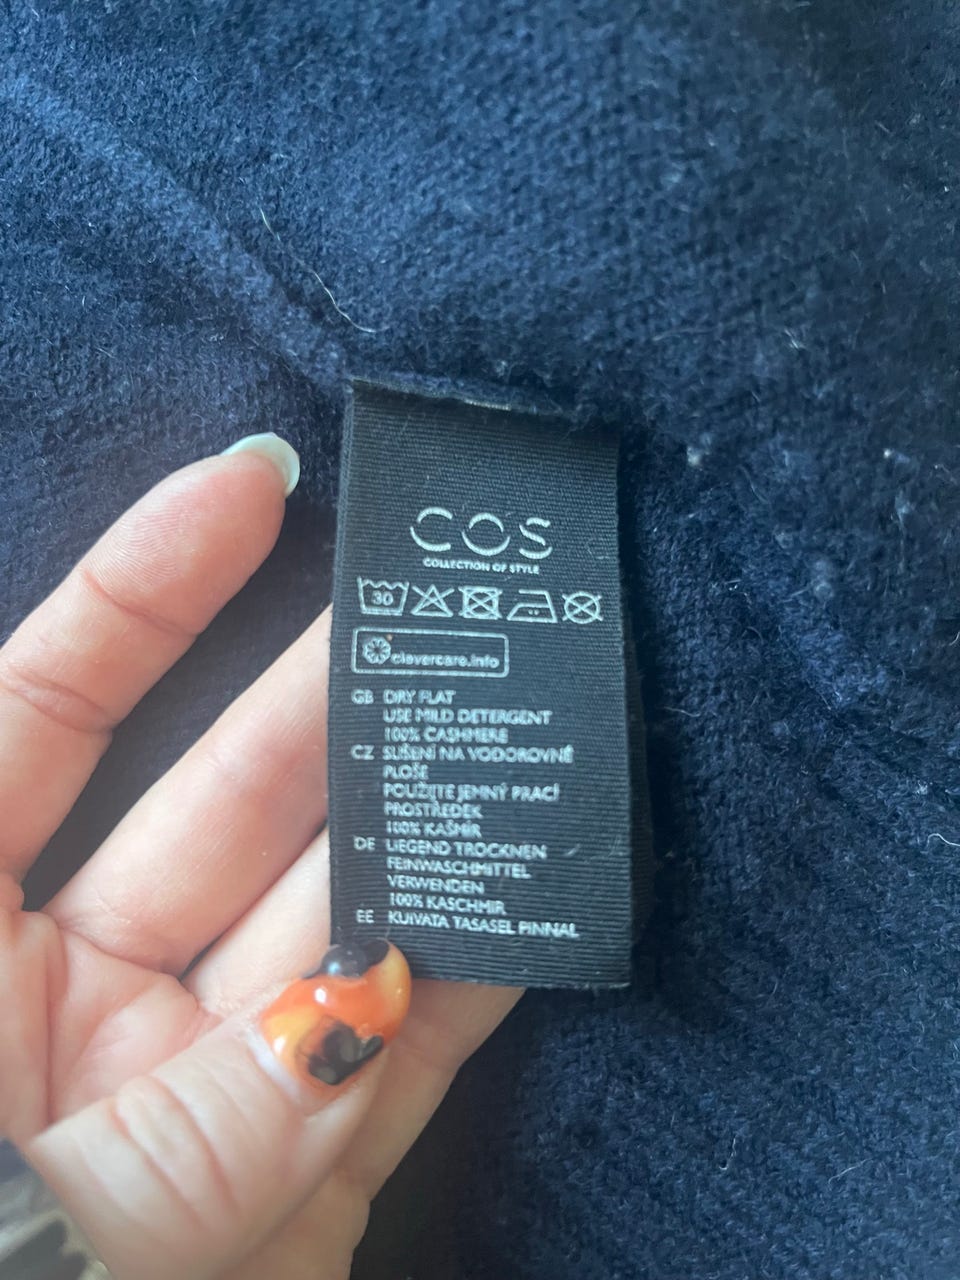 COS
COLLECTION OF STYLE
30
clevercare.info
GB DRY FLAT
USE MILD DETERGENT
100% CASHMERE
CZ SUŠENÍ NA VODOROVNÉ
PLOŠE
POUŽIJTE JEMNÝ PRACÍ
PROSTŘEDEK
100% KAŠMÍR
DE LIEGEND TROCKNEN
FEINWASCHMITTEL
VERWENDEN
100% KASCHMIR
EE KUIVATA TASASEL PINNAL